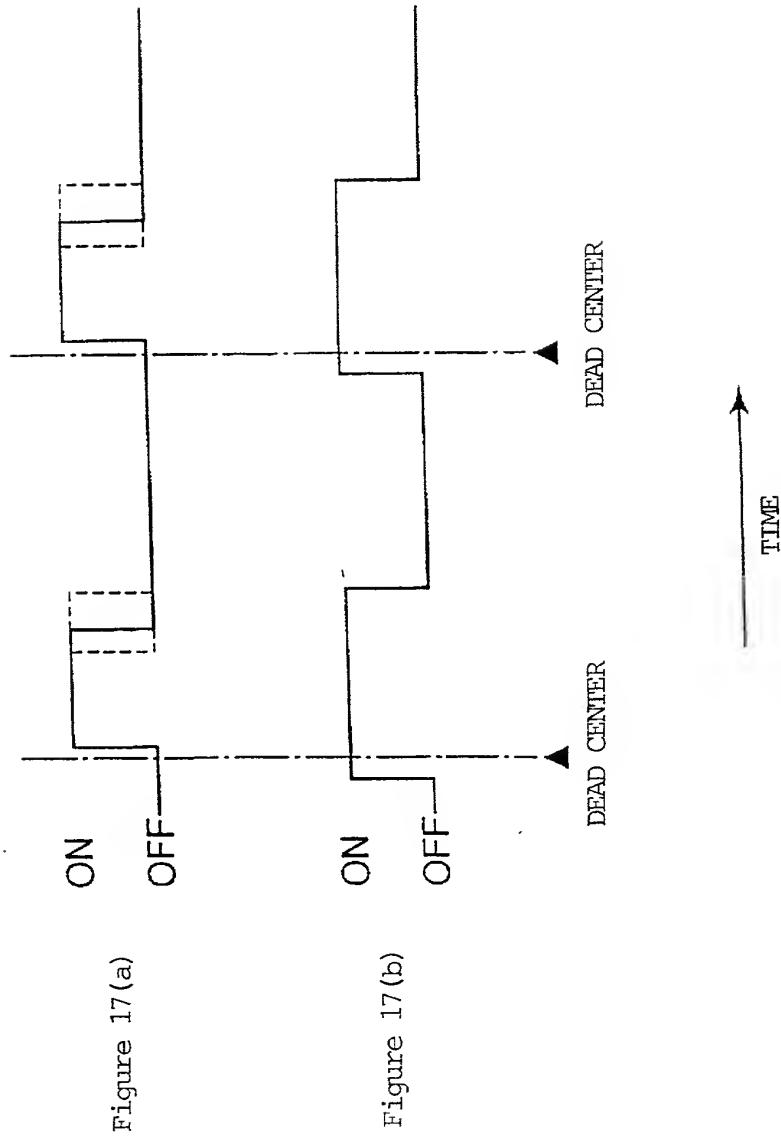 Figure 17(a)
ON
OFF
Figure 17(b)
ON
OFF
DEAD CENTER
DEAD CENTER
TIME